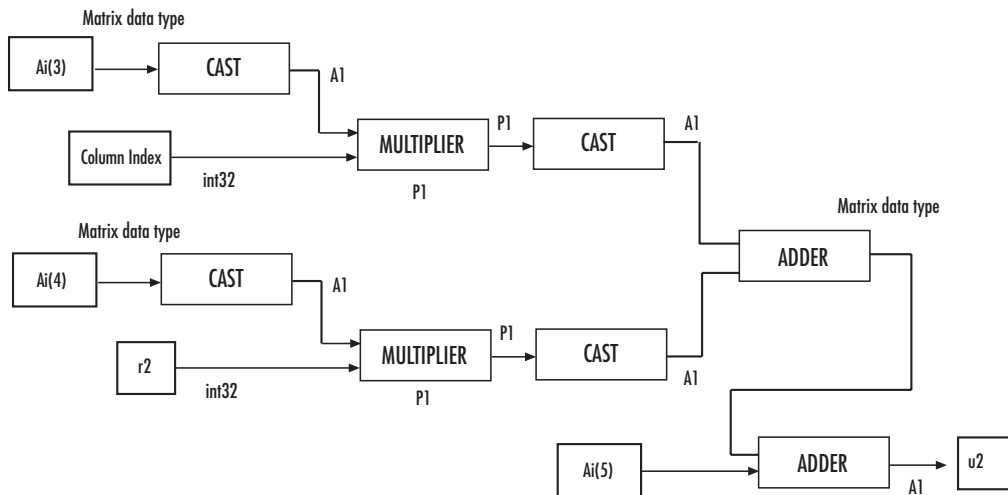 Matrix data type
Ai(3)
CAST
A1
Column Index
int32
MULTIPLIER
P1
P1
CAST
A1
Matrix data type
Ai(4)
CAST
A1
r2
int32
MULTIPLIER
P1
P1
CAST
A1
Matrix data type
ADDER
Ai(5)
ADDER
A1
u2